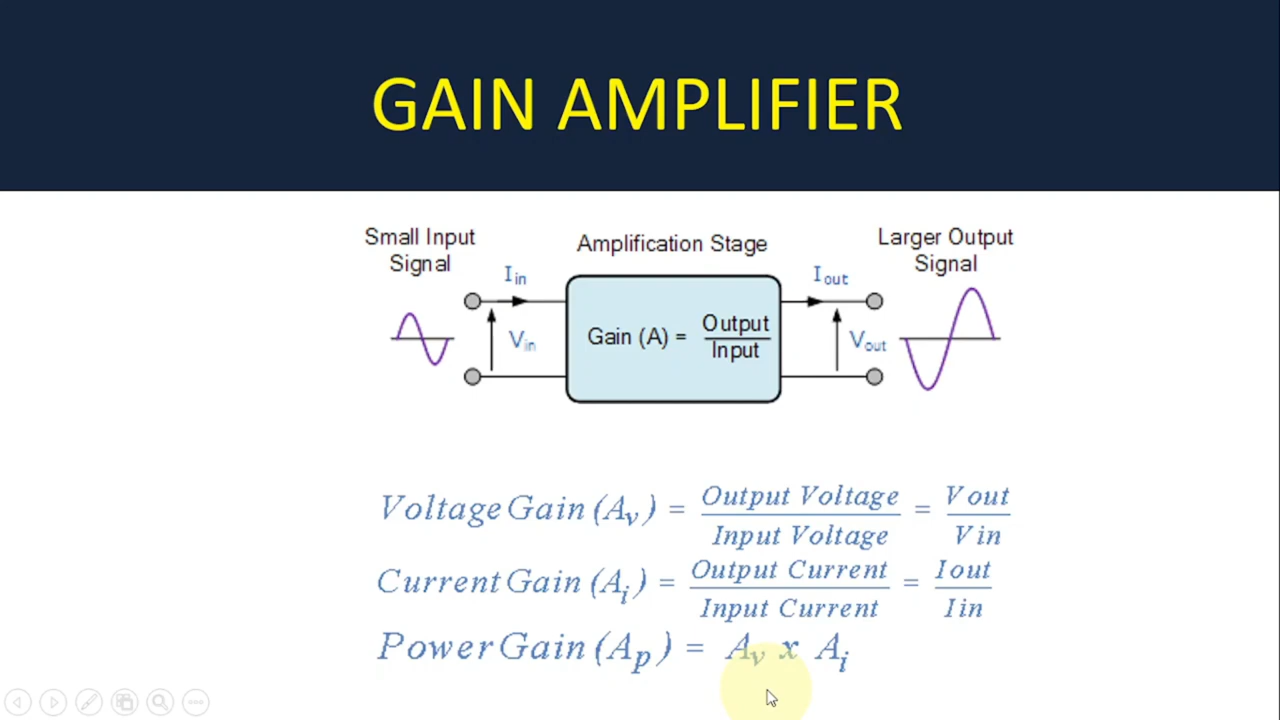 GAIN AMPLIFIER
Small Input
Signal
Amplification Stage
Larger Output
Signal
Iin
Iout
Vin
Gain (A) = Output
Input
Vout
Voltage Gain (Av) = Output Voltage / Input Voltage = Vout / Vin
Current Gain (Ai) = Output Current / Input Current = Iout / Iin
Power Gain (Ap) = Av x Ai